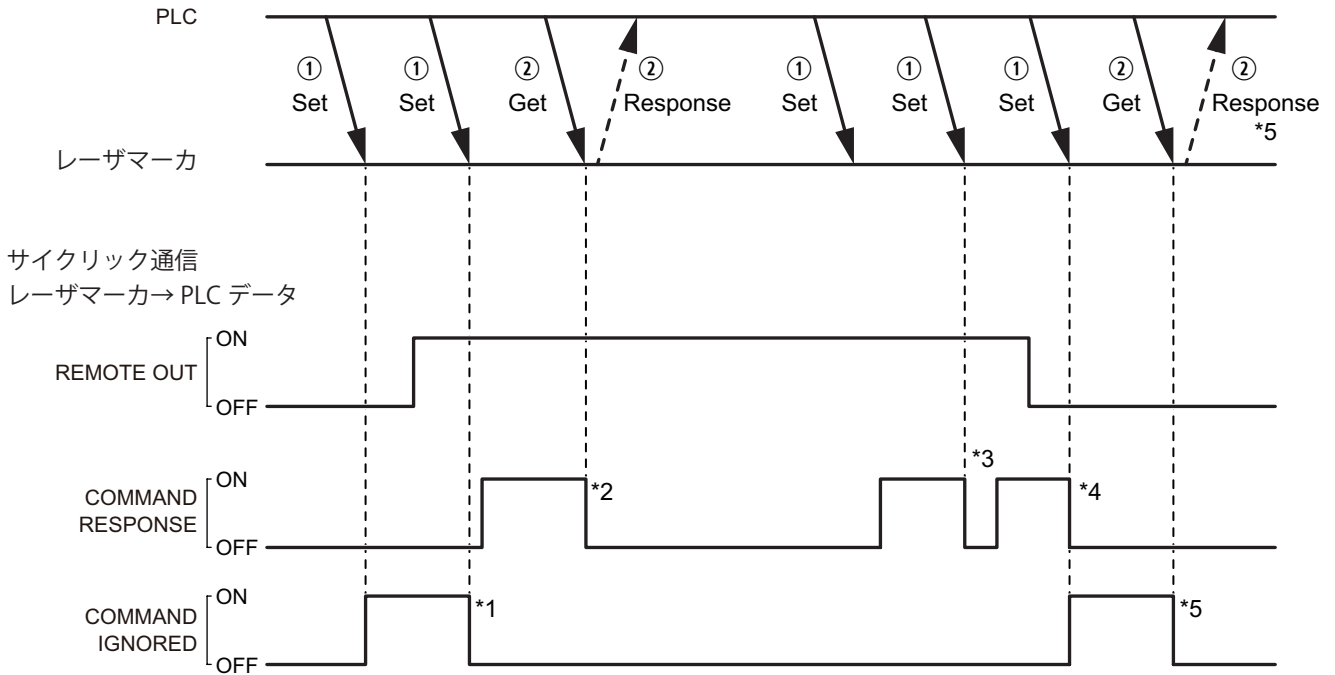 PLC
① ① ② ② ① ① ① ② ②
Set Set Get Response Set Set Set Get Response
*5
レーザマーカ
サイクリック通信
レーザマーカ→ PLC データ
ON
REMOTE OUT
OFF
ON
*3
COMMAND *2 *4
RESPONSE
OFF
ON
COMMAND *1 *5
IGNORED
OFF